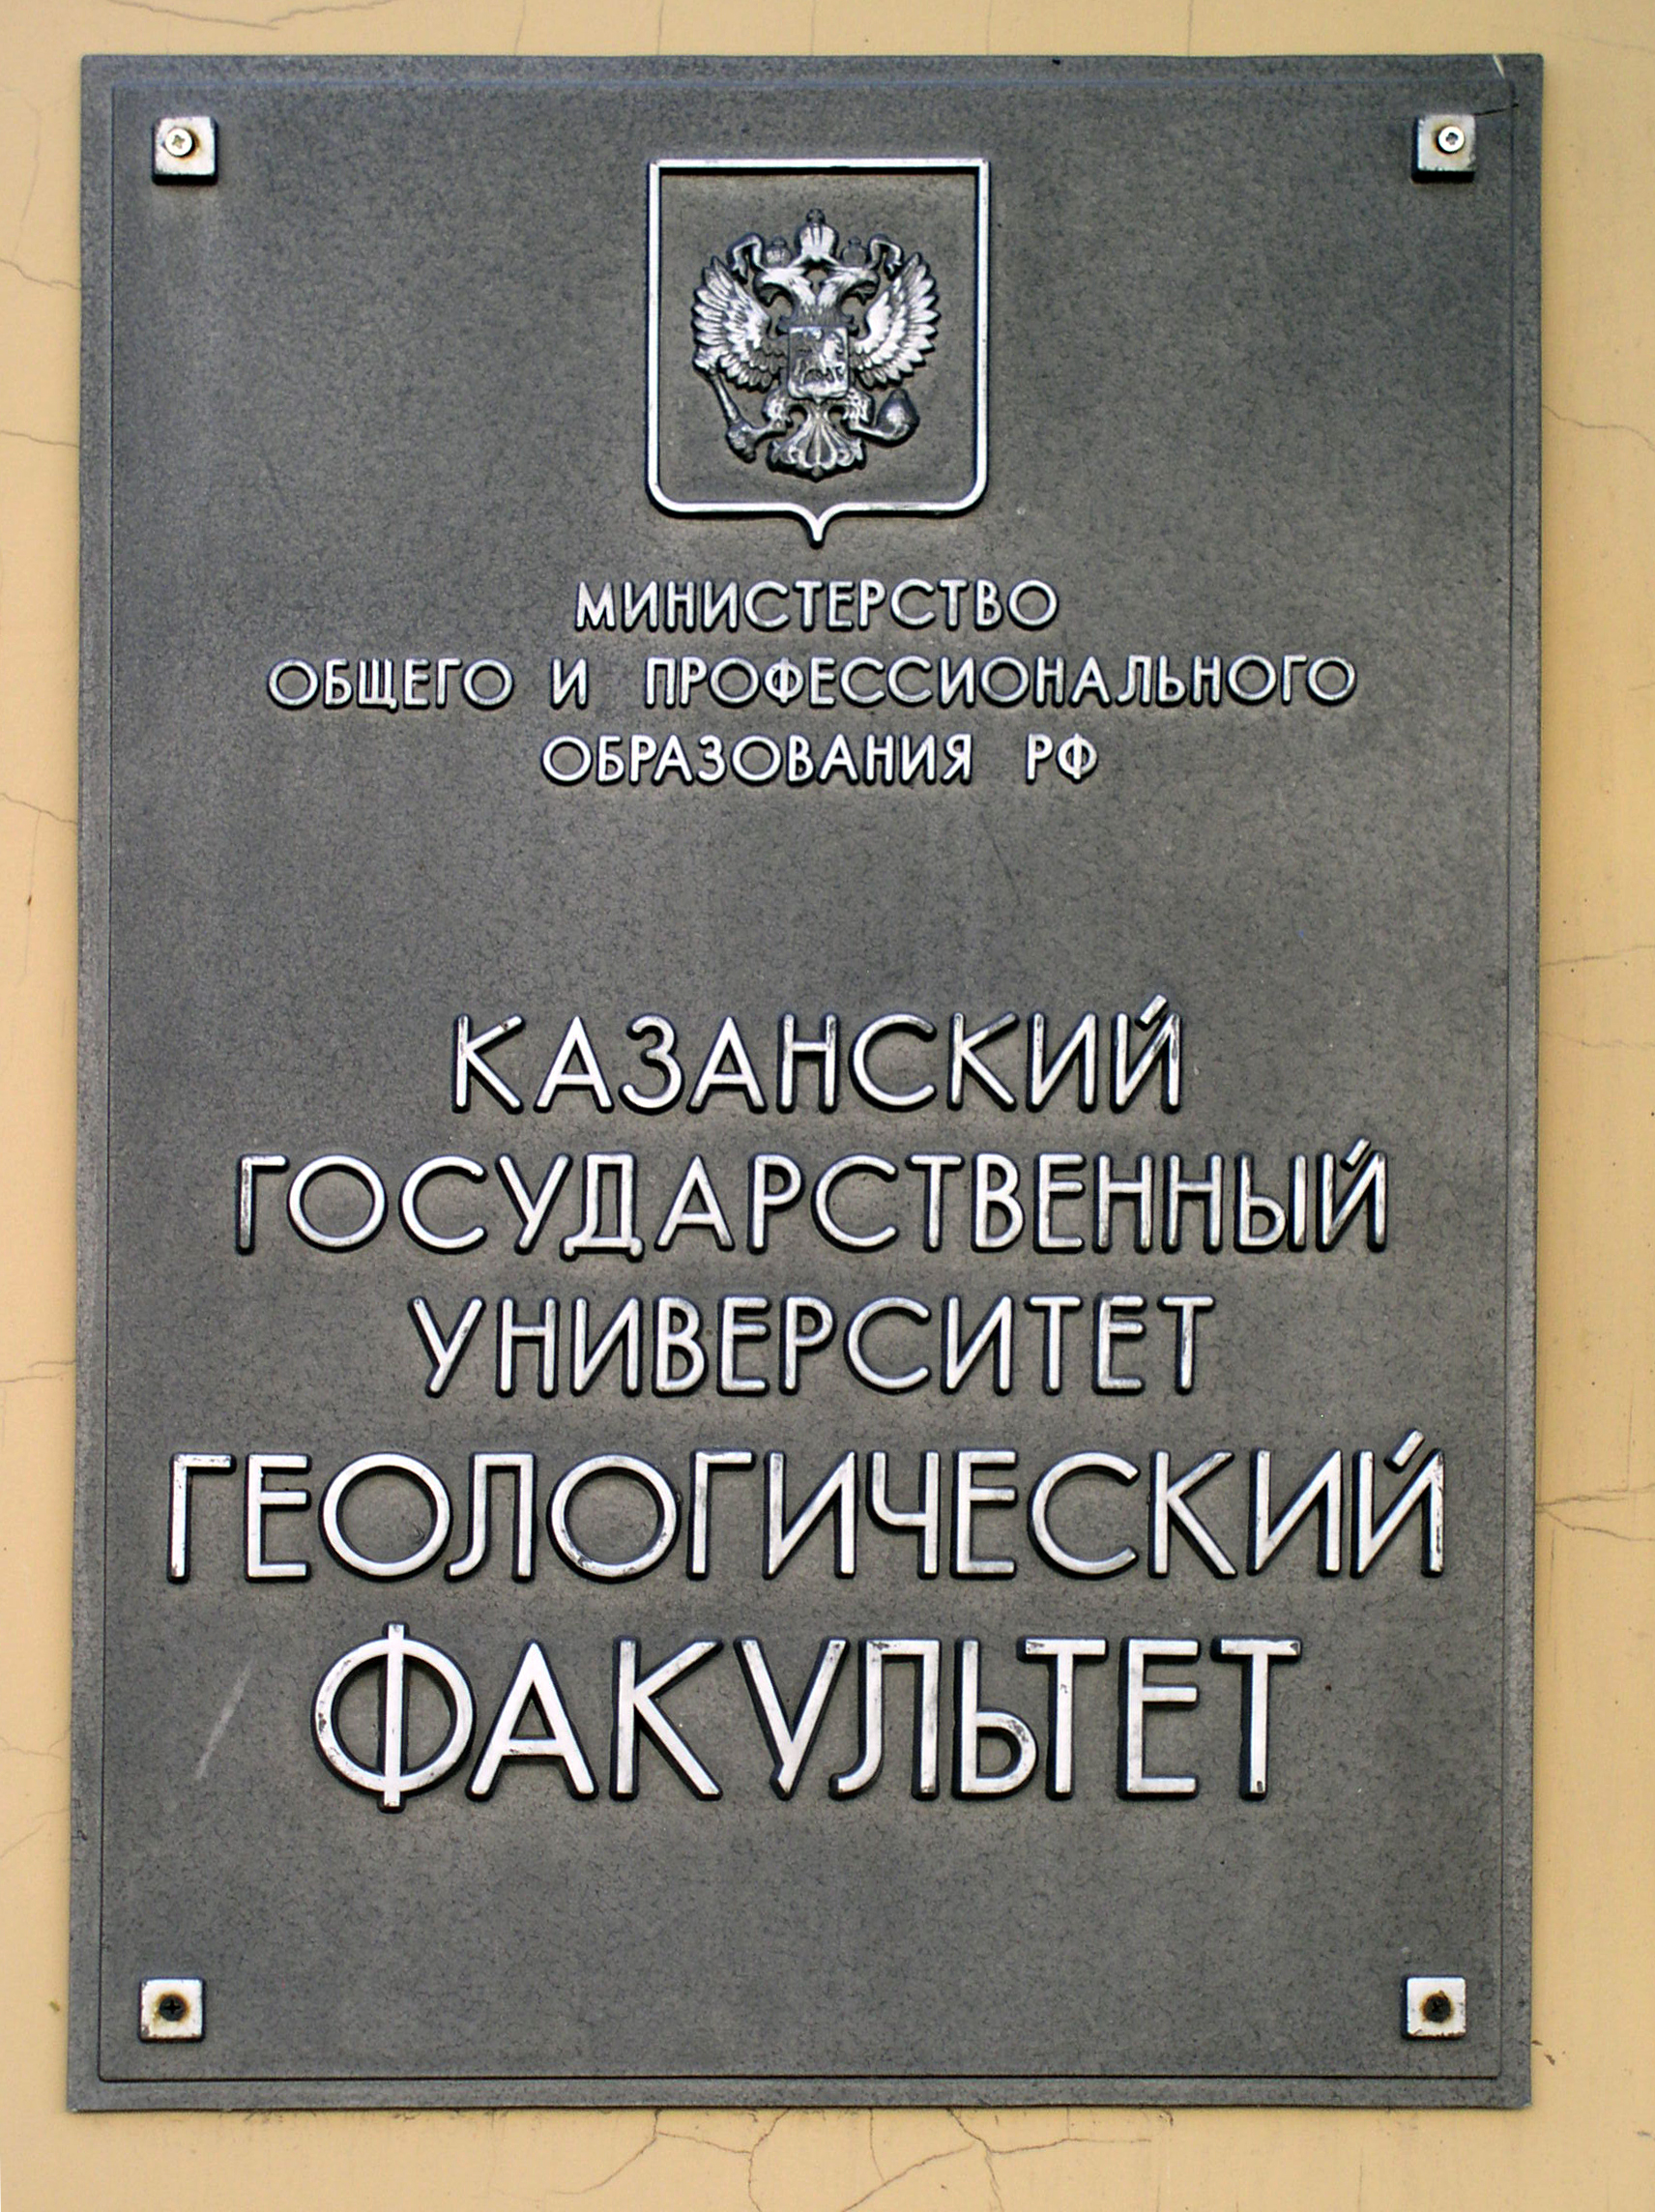 МИНИСТЕРСТВО
ОБЩЕГО И ПРОФЕССИОНАЛЬНОГО
ОБРАЗОВАНИЯ РФ
КАЗАНСКИЙ
ГОСУДАРСТВЕННЫЙ
УНИВЕРСИТЕТ
ГЕОЛОГИЧЕСКИЙ
ФАКУЛЬТЕТ